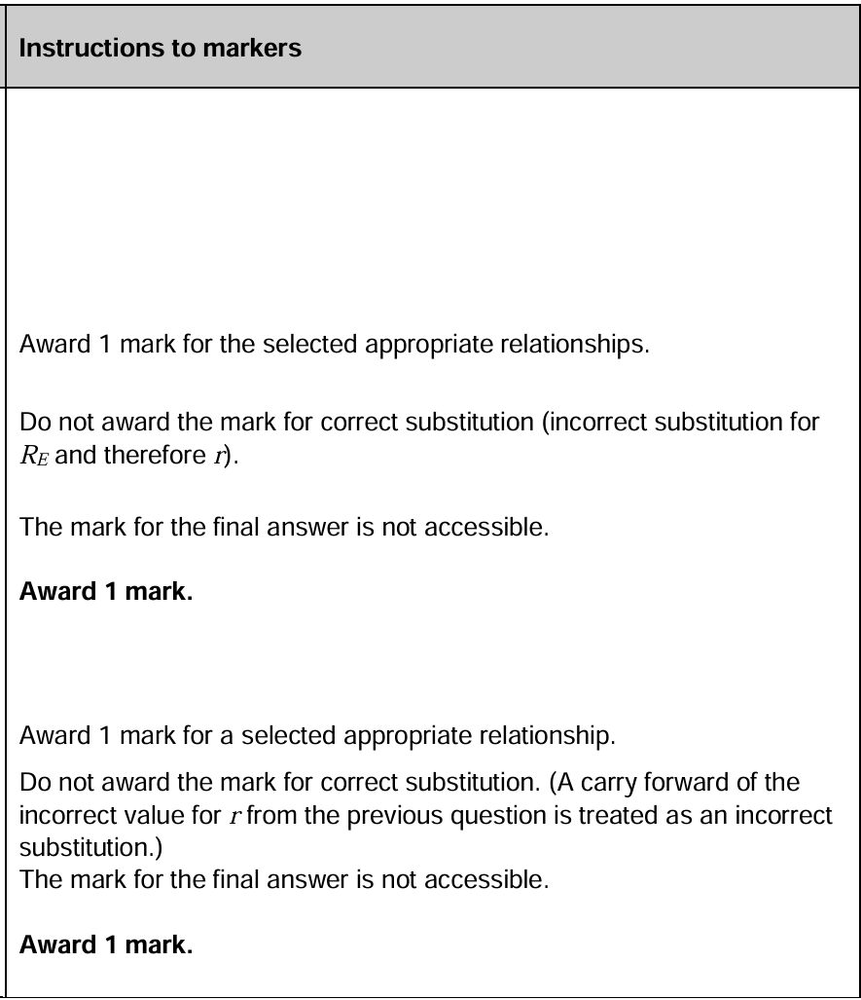 Instructions to markers
Award 1 mark for the selected appropriate relationships.
Do not award the mark for correct substitution (incorrect substitution for
RE and therefore r).
The mark for the final answer is not accessible.
Award 1 mark.
Award 1 mark for a selected appropriate relationship.
Do not award the mark for correct substitution. (A carry forward of the
incorrect value for r from the previous question is treated as an incorrect
substitution.)
The mark for the final answer is not accessible.
Award 1 mark.